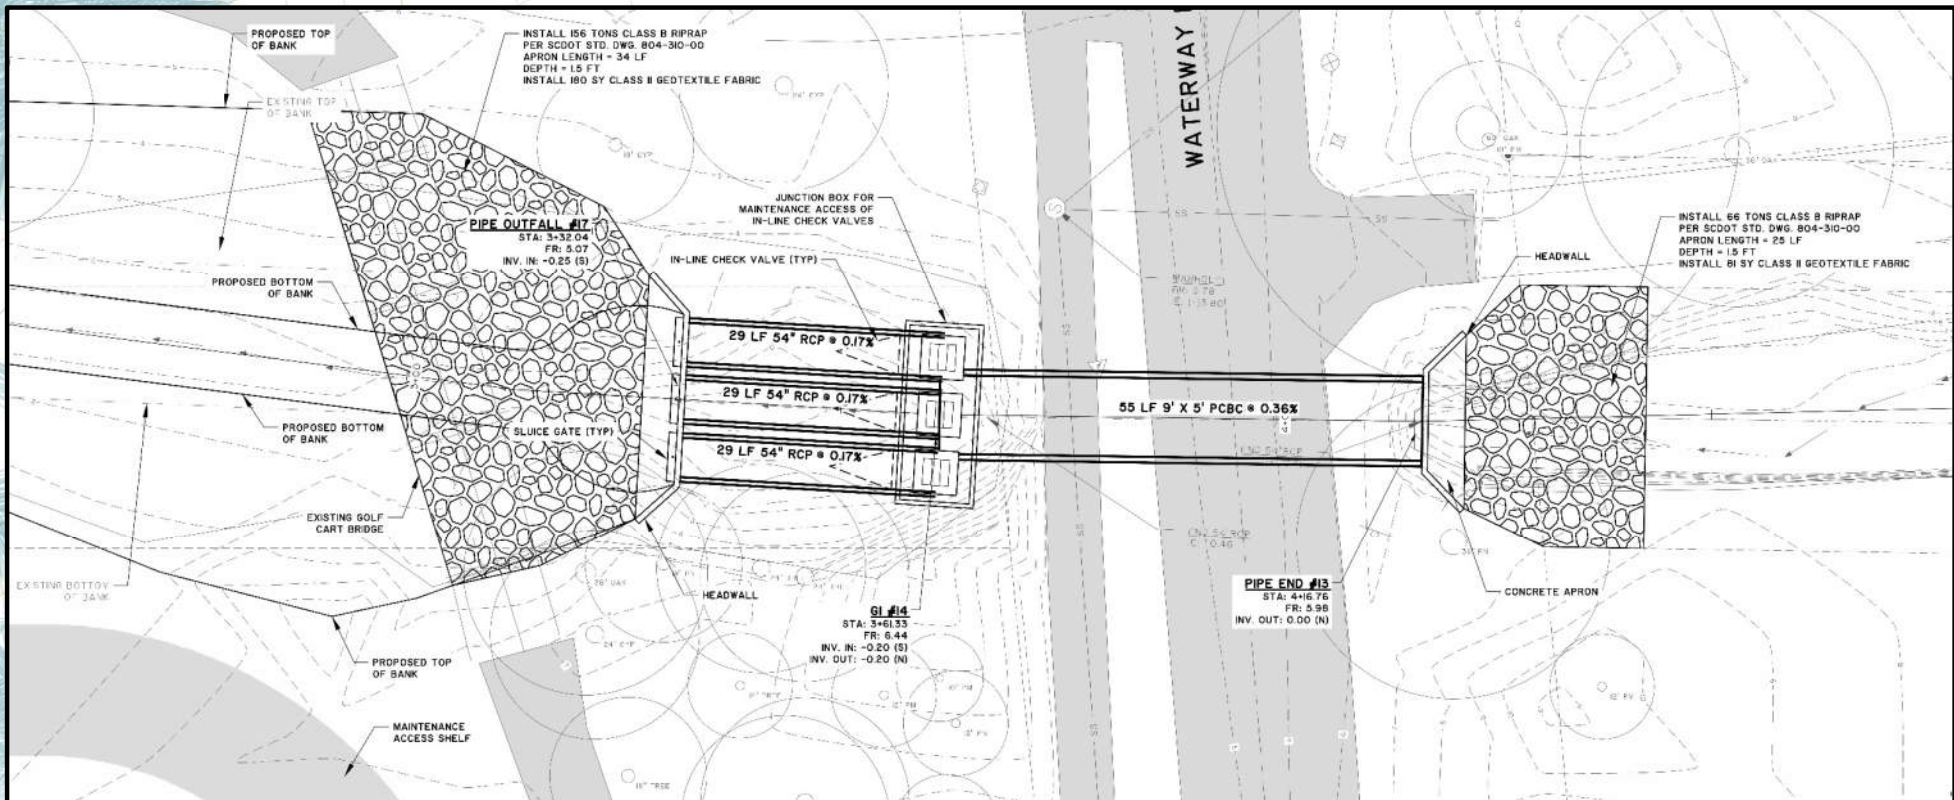 PROPOSED TOP
OF BANK
EXISTING TOP
OF BANK
INSTALL 156 TONS CLASS B RIPRAP
PER SCDOT STD. DWG. 804-310-00
APRON LENGTH = 34 LF
DEPTH = 1.5 FT
INSTALL 180 SY CLASS II GEOTEXTILE FABRIC
WATERWAY
JUNCTION BOX FOR
MAINTENANCE ACCESS OF
IN-LINE CHECK VALVES
PIPE OUTFALL #17
STA: 3+32.04
FR: 5.07
INV. IN: -0.25 (S)
IN-LINE CHECK VALVE (TYP)
HEADWALL
INSTALL 66 TONS CLASS B RIPRAP
PER SCDOT STD. DWG. 804-310-00
APRON LENGTH = 25 LF
DEPTH = 1.5 FT
INSTALL 81 SY CLASS II GEOTEXTILE FABRIC
PROPOSED BOTTOM
OF BANK
29 LF 54" RCP @ 0.17%
29 LF 54" RCP @ 0.17%
29 LF 54" RCP @ 0.17%
55 LF 9' X 5' PCBC @ 0.36%
PROPOSED BOTTOM
OF BANK
SLUICE GATE (TYP)
EXISTING GOLF
CART BRIDGE
EXISTING BOTTOM
OF BANK
HEADWALL
GI #14
STA: 3+61.33
FR: 6.44
INV. IN: -0.20 (S)
INV. OUT: -0.20 (N)
PIPE END #13
STA: 4+16.76
FR: 5.98
INV. OUT: 0.00 (N)
CONCRETE APRON
PROPOSED TOP
OF BANK
MAINTENANCE
ACCESS SHELF
SS
SS
SS
SS
SS